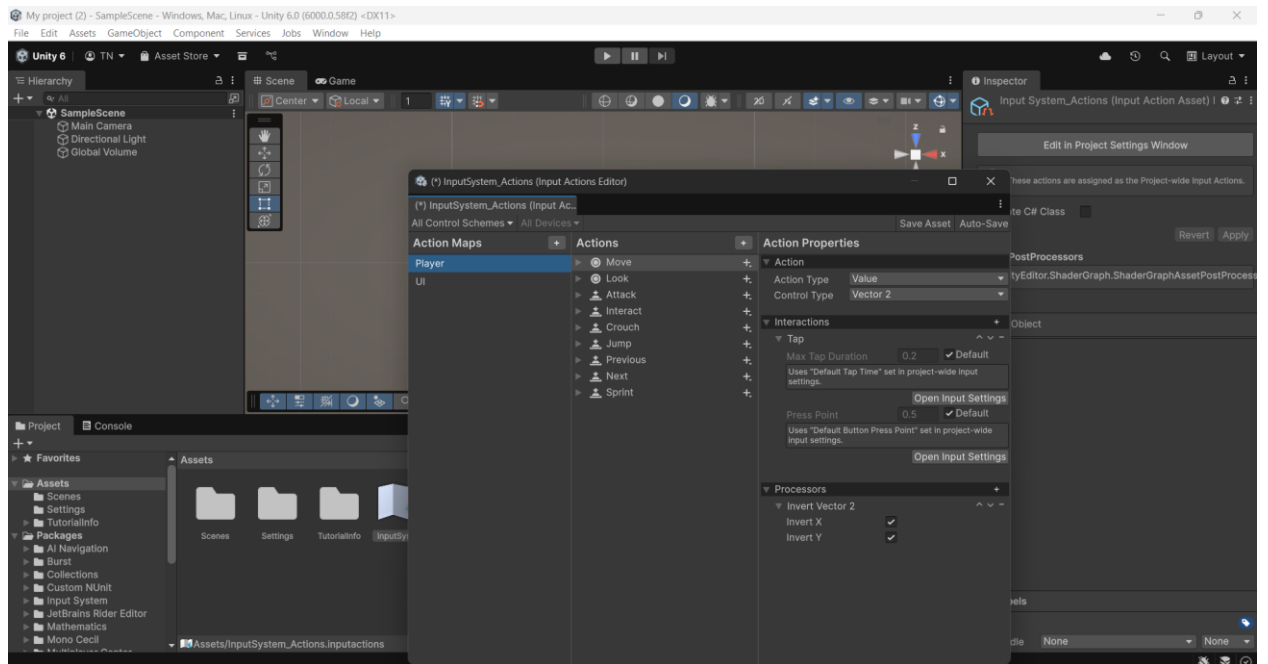 My project (2) - SampleScene - Windows, Mac, Linux - Unity 6.0 (6000.0.58f2) <DX11>
File Edit Assets GameObject Component Services Jobs Window Help
Unity 6 TN Asset Store Layout
Hierarchy
All
SampleScene
Main Camera
Directional Light
Global Volume
Scene Game
Center Local 1
z
x
Inspector
Input System_Actions (Input Action Asset) I
Edit in Project Settings Window
These actions are assigned as the Project-wide Input Actions.
te C# Class
Revert Apply
PostProcessors
tyEditor.ShaderGraph.ShaderGraphAssetPostProcess
Object
(*) InputSystem_Actions (Input Actions Editor)
(*) InputSystem_Actions (Input Ac...
All Control Schemes All Devices Save Asset Auto-Save
Action Maps
Player
UI
Actions
Move
Look
Attack
Interact
Crouch
Jump
Previous
Next
Sprint
Action Properties
Action
Action Type Value
Control Type Vector 2
Interactions
Tap
Max Tap Duration 0.2 Default
Uses "Default Tap Time" set in project-wide input
settings.
Open Input Settings
Press Point 0.5 Default
Uses "Default Button Press Point" set in project-wide
input settings.
Open Input Settings
Processors
Invert Vector 2
Invert X
Invert Y
Project Console
Favorites
Assets
Scenes
Settings
TutorialInfo
Packages
AI Navigation
Burst
Collections
Custom NUnit
Input System
JetBrains Rider Editor
Mathematics
Mono Cecil
Assets
Scenes Settings TutorialInfo InputSy
Assets/InputSystem_Actions.inputactions
els
dle None None